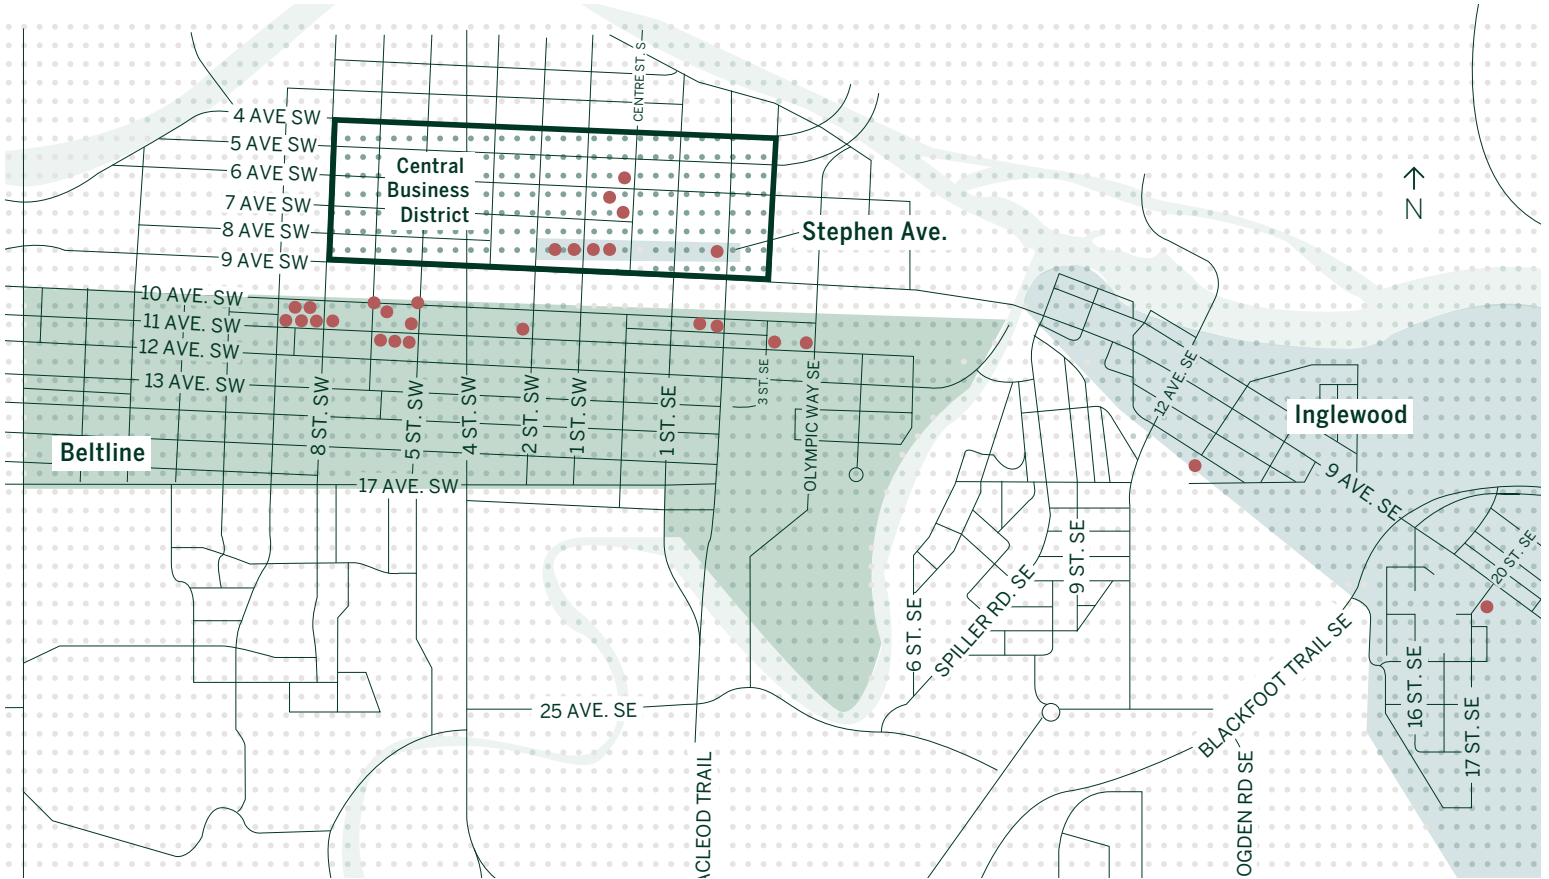 CENTRE ST. S
4 AVE SW
5 AVE SW
6 AVE SW
7 AVE SW
8 AVE SW
9 AVE SW
Central
Business
District
Stephen Ave.
N
10 AVE. SW
11 AVE. SW
12 AVE. SW
13 AVE. SW
8 ST. SW
5 ST. SW
4 ST. SW
2 ST. SW
1 ST. SW
1 ST. SE
3 ST. SE
OLYMPIC WAY SE
12 AVE. SE
Inglewood
Beltline
17 AVE. SW
9 AVE. SE
20 ST. SE
9 ST. SE
SPILLER RD. SE
6 ST. SE
BLACKFOOT TRAIL SE
16 ST. SE
17 ST. SE
25 AVE. SE
ACLEOD TRAIL
OGDEN RD SE